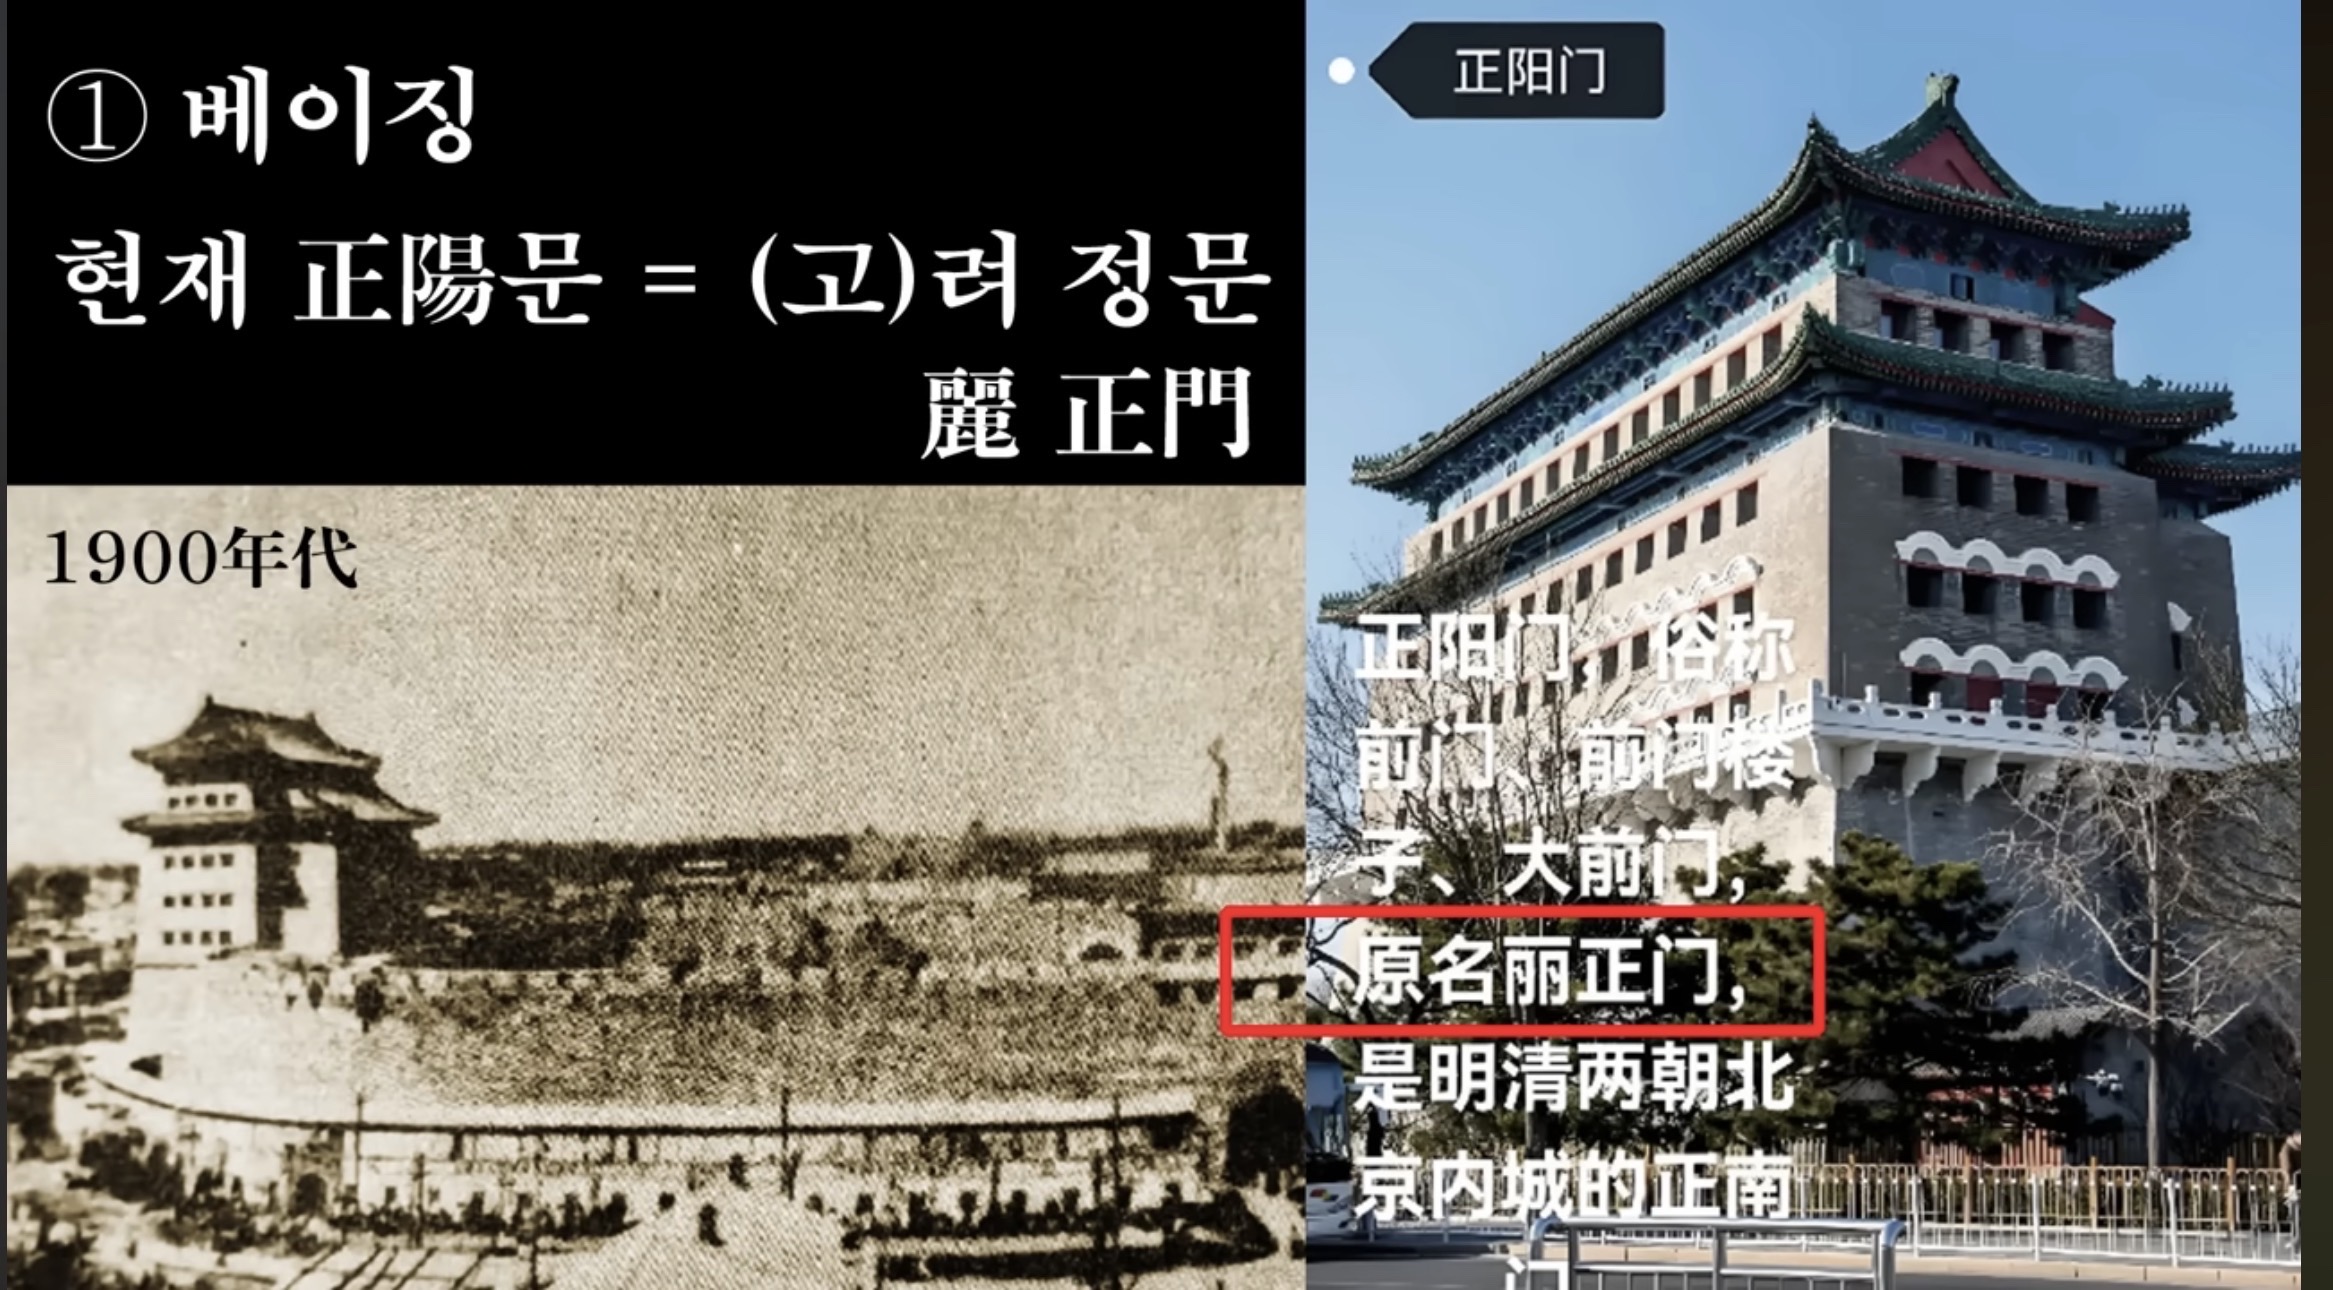 ① 베이징
현재 正陽문 = (고)려 정문
麗 正門
1900年代
正阳门
正阳门，俗称
前门、前门楼
子、大前门，
原名丽正门，
是明清两朝北
京内城的正南
门